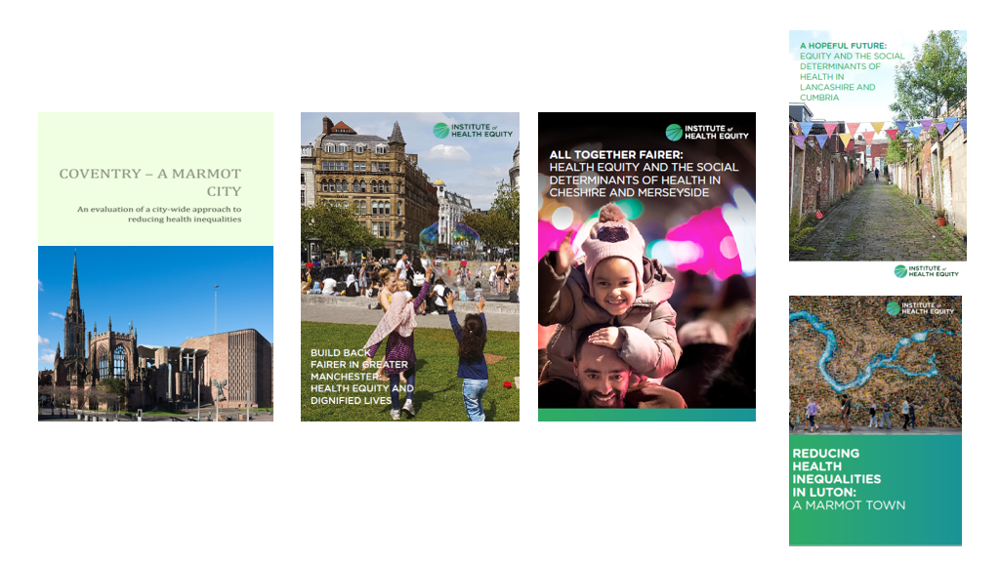 COVENTRY – A MARMOT
CITY
An evaluation of a city-wide approach to
reducing health inequalities
INSTITUTE of
HEALTH EQUITY
BUILD BACK
FAIRER IN GREATER
MANCHESTER:
HEALTH EQUITY AND
DIGNIFIED LIVES
INSTITUTE of
HEALTH EQUITY
ALL TOGETHER FAIRER:
HEALTH EQUITY AND THE SOCIAL
DETERMINANTS OF HEALTH IN
CHESHIRE AND MERSEYSIDE
A HOPEFUL FUTURE:
EQUITY AND THE SOCIAL
DETERMINANTS OF
HEALTH IN
LANCASHIRE AND
CUMBRIA
INSTITUTE of
HEALTH EQUITY
INSTITUTE of
HEALTH EQUITY
REDUCING
HEALTH
INEQUALITIES
IN LUTON:
A MARMOT TOWN